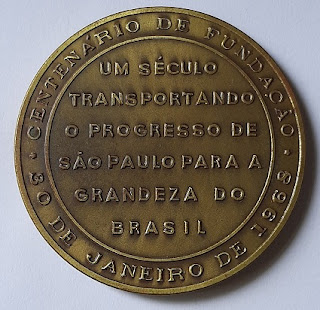 CENTENÁRIO DE FUNDAÇÃO
UM SÉCULO
TRANSPORTANDO
O PROGRESSO DE
SÃO PAULO PARA A
GRANDEZA DO
BRASIL
30 DE JANEIRO DE 1968